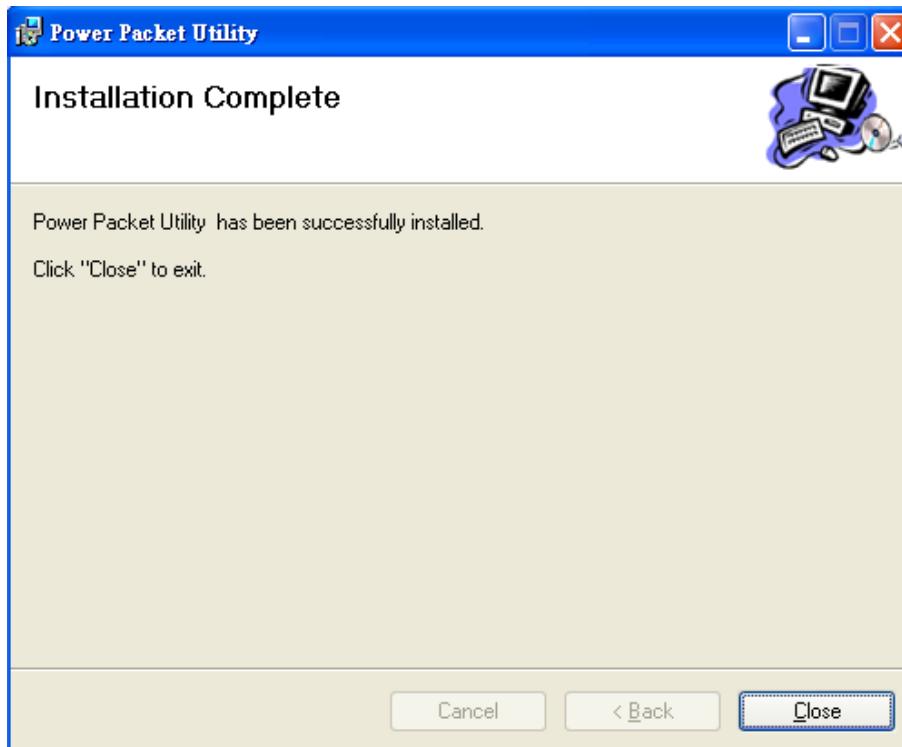 Power Packet Utility
Installation Complete
Power Packet Utility  has been successfully installed.
Click "Close" to exit.
Cancel
< Back
Close